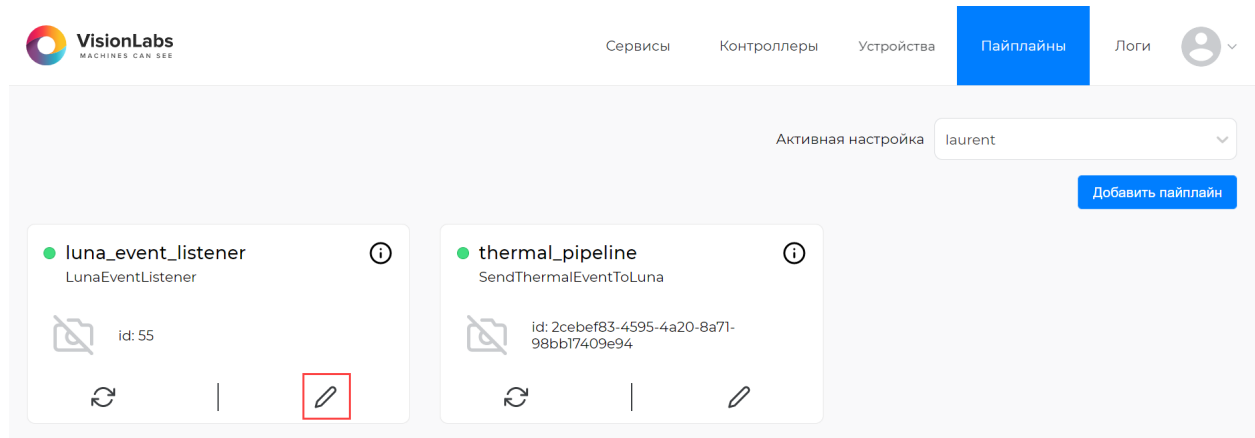 VisionLabs
MACHINES CAN SEE
Сервисы Контроллеры Устройства Пайплайны Логи
Активная настройка laurent
Добавить пайплайн
luna_event_listener
LunaEventListener
id: 55
thermal_pipeline
SendThermalEventToLuna
id: 2cebef83-4595-4a20-8a71-
98bb17409e94